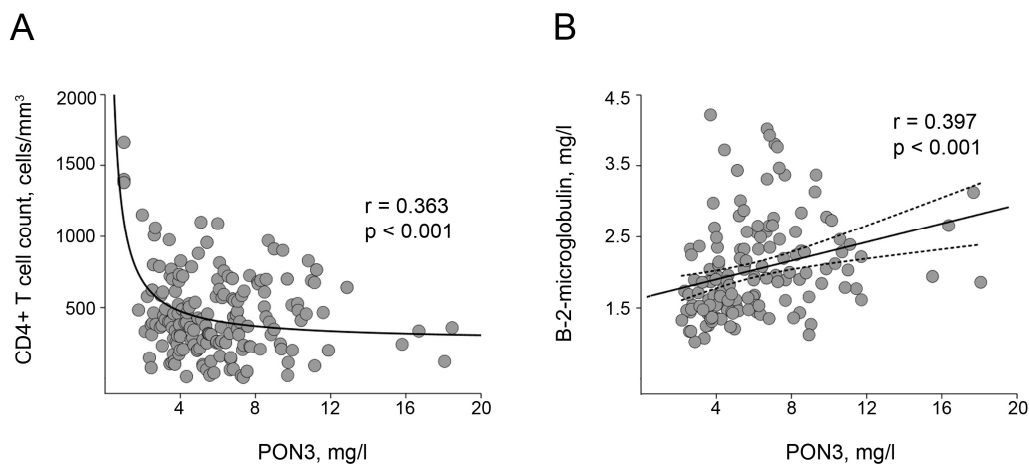 A
CD4+ T cell count, cells/mm³
2000
1500
1000
500
r = 0.363
p < 0.001
4 8 12 16 20
PON3, mg/l
B
B-2-microglobulin, mg/l
4.5
3.5
2.5
1.5
r = 0.397
p < 0.001
4 8 12 16 20
PON3, mg/l